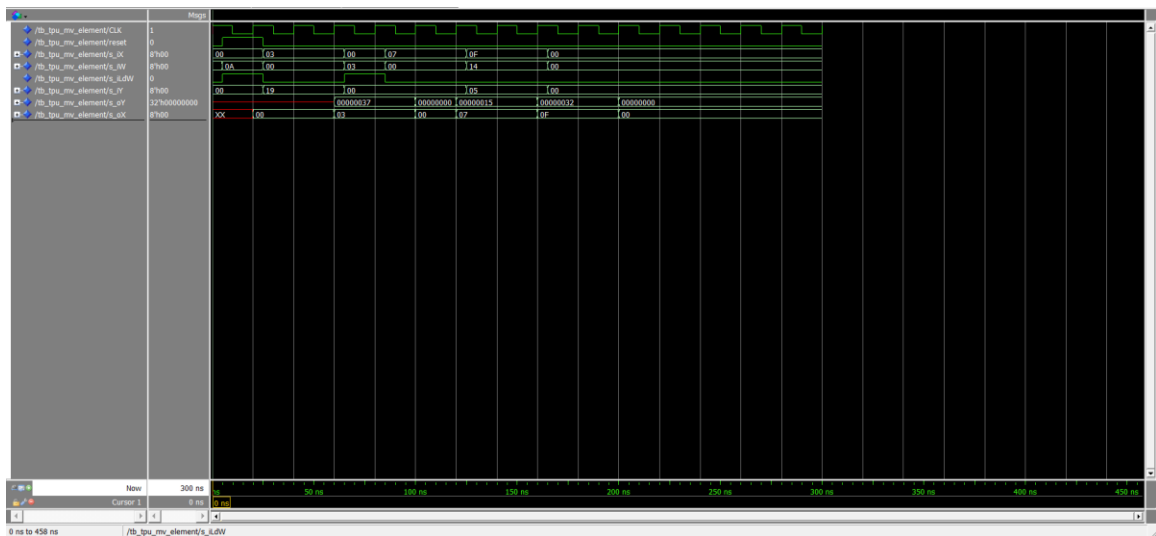 Msgs
/tb_tpu_mv_element/CLK 1
/tb_tpu_mv_element/reset 0
/tb_tpu_mv_element/s_iX 8'h00 00 03 00 07 0F 00
/tb_tpu_mv_element/s_iW 8'h00 0A 00 03 00 14 00
/tb_tpu_mv_element/s_iLdW 0
/tb_tpu_mv_element/s_iY 8'h00 00 19 00 05 00
/tb_tpu_mv_element/s_oY 32'h00000000 00000037 00000000 00000015 00000032 00000000
/tb_tpu_mv_element/s_oX 8'h00 XX 00 03 00 07 0F 00
Now 300 ns ns 50 ns 100 ns 150 ns 200 ns 250 ns 300 ns 350 ns 400 ns 450 ns
Cursor 1 0 ns 0 ns
0 ns to 458 ns /tb_tpu_mv_element/s_iLdW